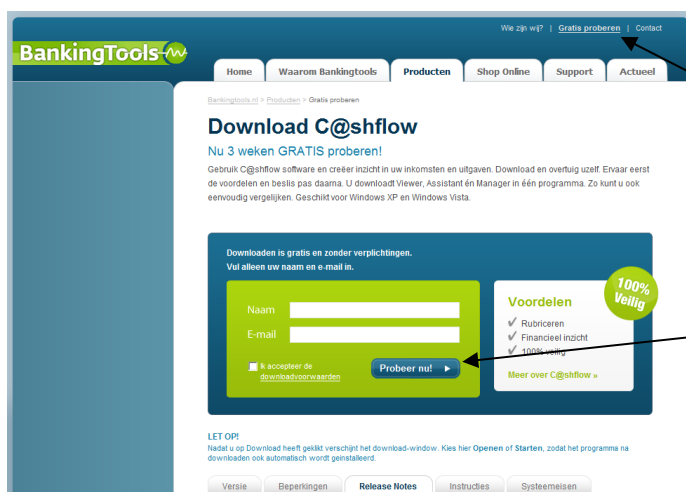 Wie zijn wij? | Gratis proberen | Contact
BankingTools
Home Waarom Bankingtools Producten Shop Online Support Actueel
Bankingtools.nl > Producten > Gratis proberen
Download C@shflow
Nu 3 weken GRATIS proberen!
Gebruik C@shflow software en creëer inzicht in uw inkomsten en uitgaven. Download en overtuig uzelf. Ervaar eerst
de voordelen en beslis pas daarna. U downloadt Viewer, Assistant én Manager in één programma. Zo kunt u ook
eenvoudig vergelijken. Geschikt voor Windows XP en Windows Vista.
Downloaden is gratis en zonder verplichtingen.
Vul alleen uw naam en e-mail in.
Naam
E-mail
Ik accepteer de
downloadvoorwaarden
Probeer nu!
100%
Veilig
Voordelen
Rubriceren
Financieel inzicht
100% veilig
Meer over C@shflow »
LET OP!
Nadat u op Download heeft geklikt verschijnt het download-window. Kies hier Openen of Starten, zodat het programma na
downloaden ook automatisch wordt geinstalleerd.
Versie Beperkingen Release Notes Instructies Systeemeisen